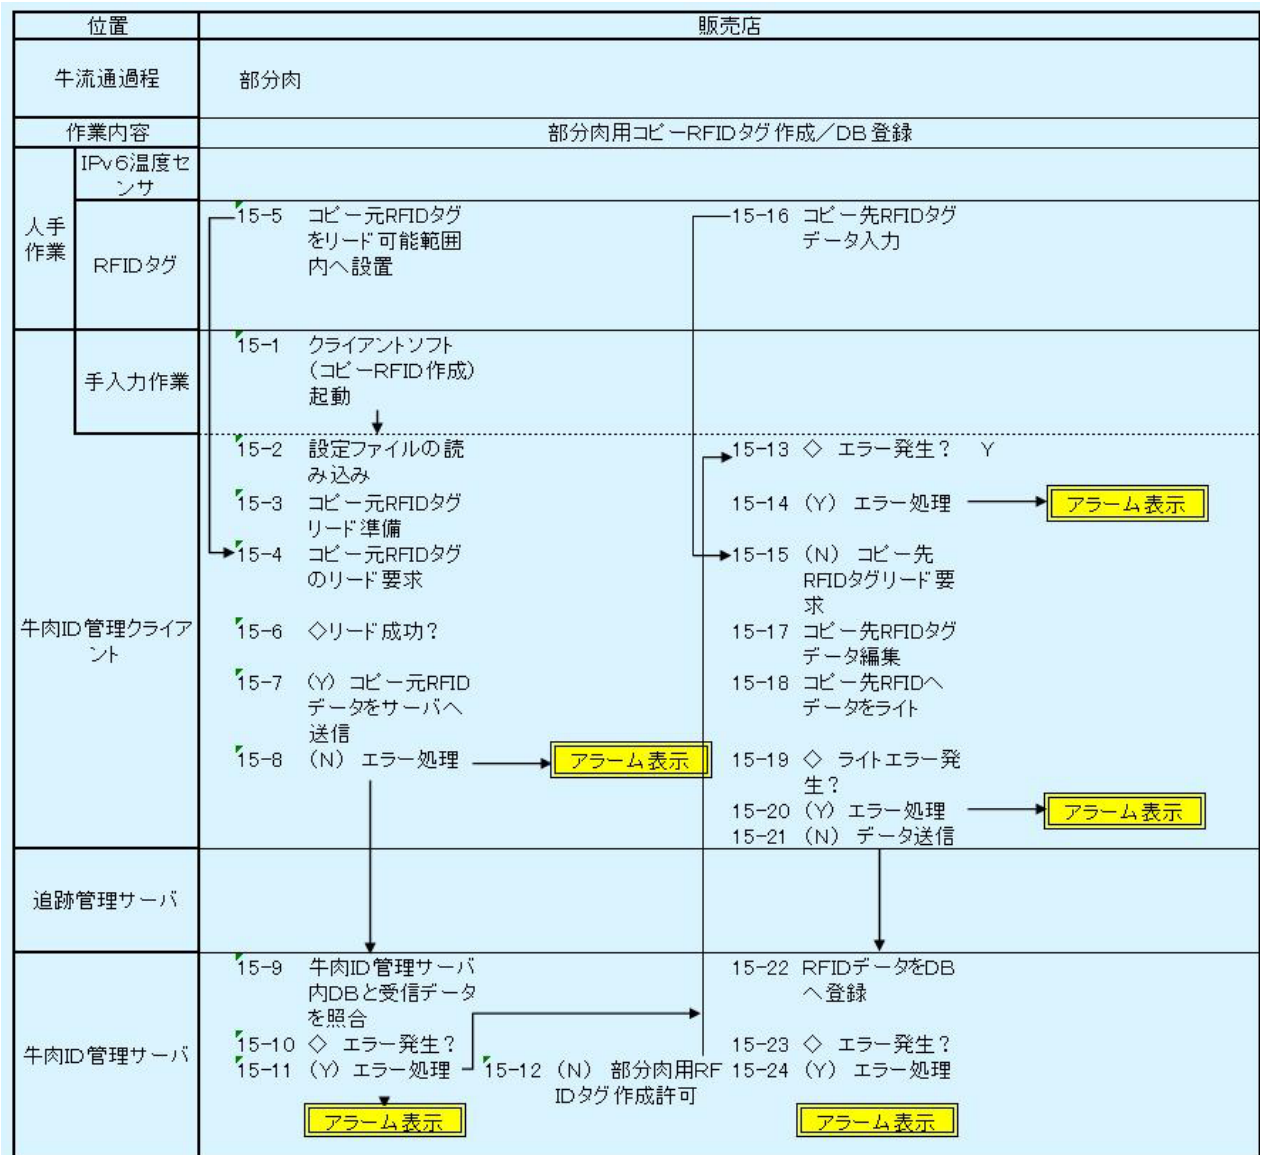 位置
販売店
牛流通過程
部分肉
作業内容
部分肉用コピーRFIDタグ作成／DB登録
人手
作業
IPv6温度セ
ンサ
RFIDタグ
15-5 コピー元RFIDタグ
をリード可能範囲
内へ設置
15-16 コピー先RFIDタグ
データ入力
牛肉ID管理クライア
ント
手入力作業
15-1 クライアントソフト
(コピーRFID作成)
起動
15-2 設定ファイルの読
み込み
15-3 コピー元RFIDタグ
リード準備
15-4 コピー元RFIDタグ
のリード要求
15-6 ◇リード成功？
15-7 (Y) コピー元RFID
データをサーバへ
送信
15-8 (N) エラー処理
アラーム表示
15-13 ◇ エラー発生？ Y
15-14 (Y) エラー処理
アラーム表示
15-15 (N) コピー先
RFIDタグリード要
求
15-17 コピー先RFIDタグ
データ編集
15-18 コピー先RFIDへ
データをライト
15-19 ◇ ライトエラー発
生？
15-20 (Y) エラー処理
アラーム表示
15-21 (N) データ送信
追跡管理サーバ
牛肉ID管理サーバ
15-9 牛肉ID管理サーバ
内DBと受信データ
を照合
15-10 ◇ エラー発生？
15-11 (Y) エラー処理
アラーム表示
15-12 (N) 部分肉用RF
IDタグ作成許可
15-22 RFIDデータをDB
へ登録
15-23 ◇ エラー発生？
15-24 (Y) エラー処理
アラーム表示